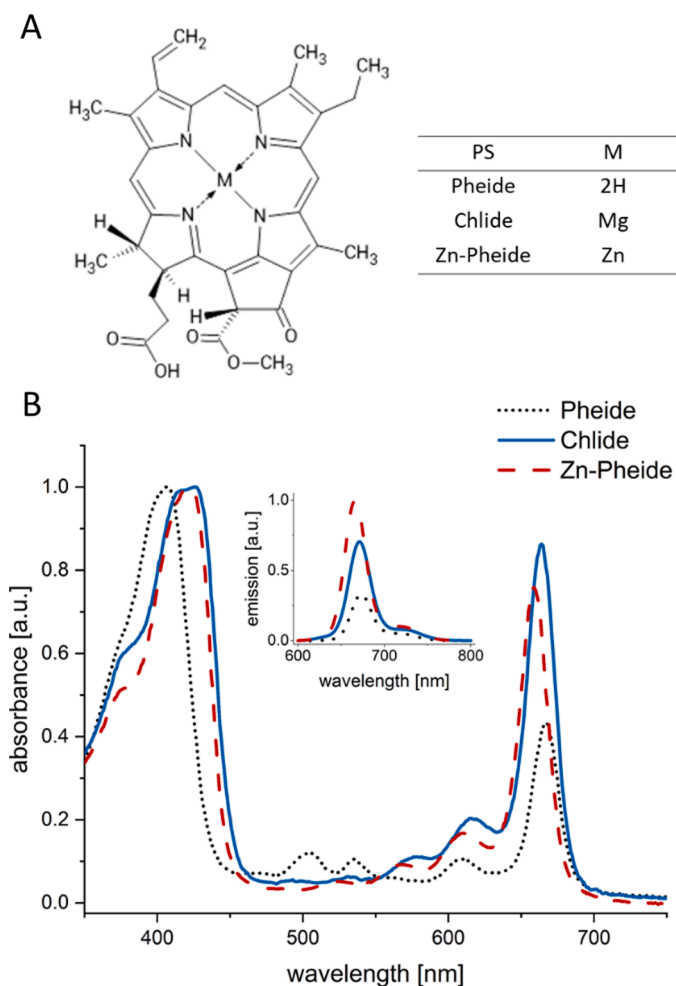 A
CH₂
CH₃
CH₃
H₃C
N
N
M
N
N
H
H₃C
H
CH₃
H
O
O
O
O
CH₃
OH
PS M
Pheide 2H
Chlide Mg
Zn-Pheide Zn
B
Pheide
Chlide
Zn-Pheide
absorbance [a.u.]
1.0
0.8
0.6
0.4
0.2
0.0
400 500 600 700
wavelength [nm]
emission [a.u.]
1.0
0.5
0.0
600 700 800
wavelength [nm]